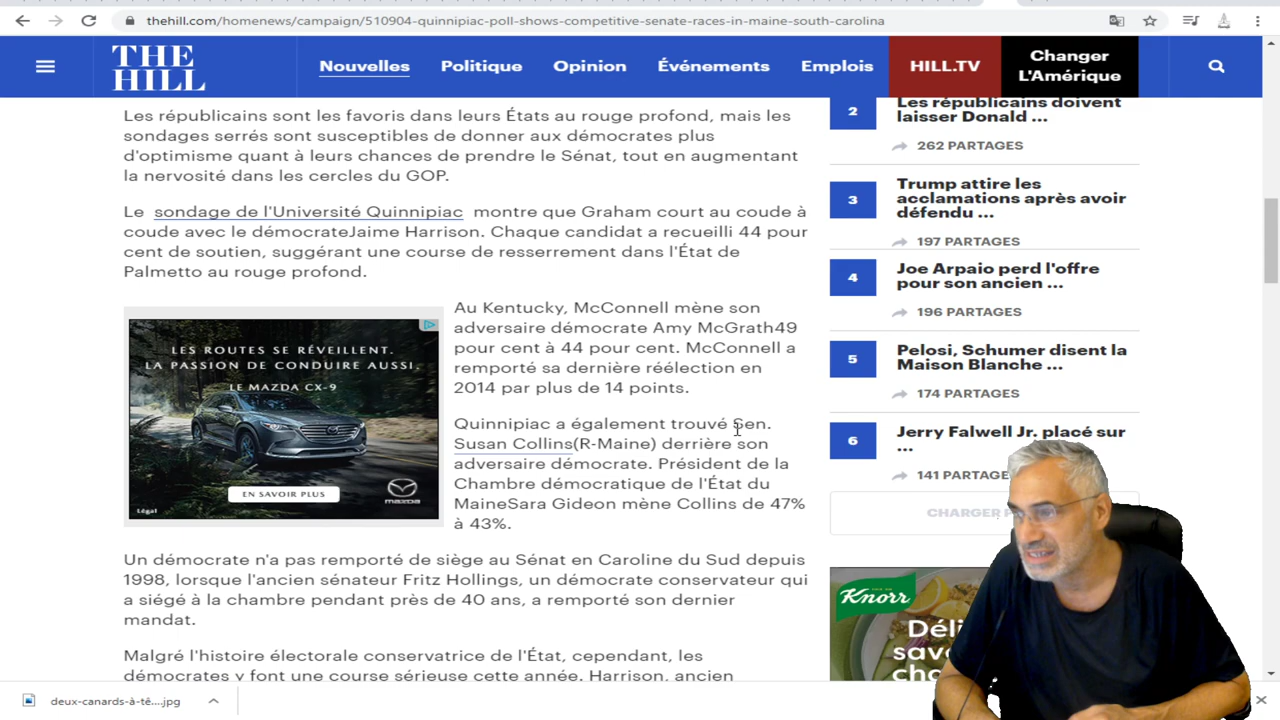 thehill.com/homenews/campaign/510904-quinnipiac-poll-shows-competitive-senate-races-in-maine-south-carolina
THE
HILL
Nouvelles
Politique
Opinion
Événements
Emplois
HILL.TV
Changer
L'Amérique
Les républicains sont les favoris dans leurs États au rouge profond, mais les
sondages serrés sont susceptibles de donner aux démocrates plus
d'optimisme quant à leurs chances de prendre le Sénat, tout en augmentant
la nervosité dans les cercles du GOP.
Le sondage de l'Université Quinnipiac montre que Graham court au coude à
coude avec le démocrateJaime Harrison. Chaque candidat a recueilli 44 pour
cent de soutien, suggérant une course de resserrement dans l'État de
Palmetto au rouge profond.
LES ROUTES SE RÉVEILLENT.
LA PASSION DE CONDUIRE AUSSI.
LE MAZDA CX-9
EN SAVOIR PLUS
mazda
Légal
Au Kentucky, McConnell mène son
adversaire démocrate Amy McGrath49
pour cent à 44 pour cent. McConnell a
remporté sa dernière réélection en
2014 par plus de 14 points.
Quinnipiac a également trouvé Sen.
Susan Collins(R-Maine) derrière son
adversaire démocrate. Président de la
Chambre démocratique de l'État du
MaineSara Gideon mène Collins de 47%
à 43%.
Un démocrate n'a pas remporté de siège au Sénat en Caroline du Sud depuis
1998, lorsque l'ancien sénateur Fritz Hollings, un démocrate conservateur qui
a siégé à la chambre pendant près de 40 ans, a remporté son dernier
mandat.
Malgré l'histoire électorale conservatrice de l'État, cependant, les
démocrates y font une course sérieuse cette année. Harrison, ancien
2
Les républicains doivent
laisser Donald ...
262 PARTAGES
3
Trump attire les
acclamations après avoir
défendu ...
197 PARTAGES
4
Joe Arpaio perd l'offre
pour son ancien ...
196 PARTAGES
5
Pelosi, Schumer disent la
Maison Blanche ...
174 PARTAGES
6
Jerry Falwell Jr. placé sur
...
141 PARTAGE
CHARGER
Knorr
Déli
sav
ch
deux-canards-à-tê....jpg